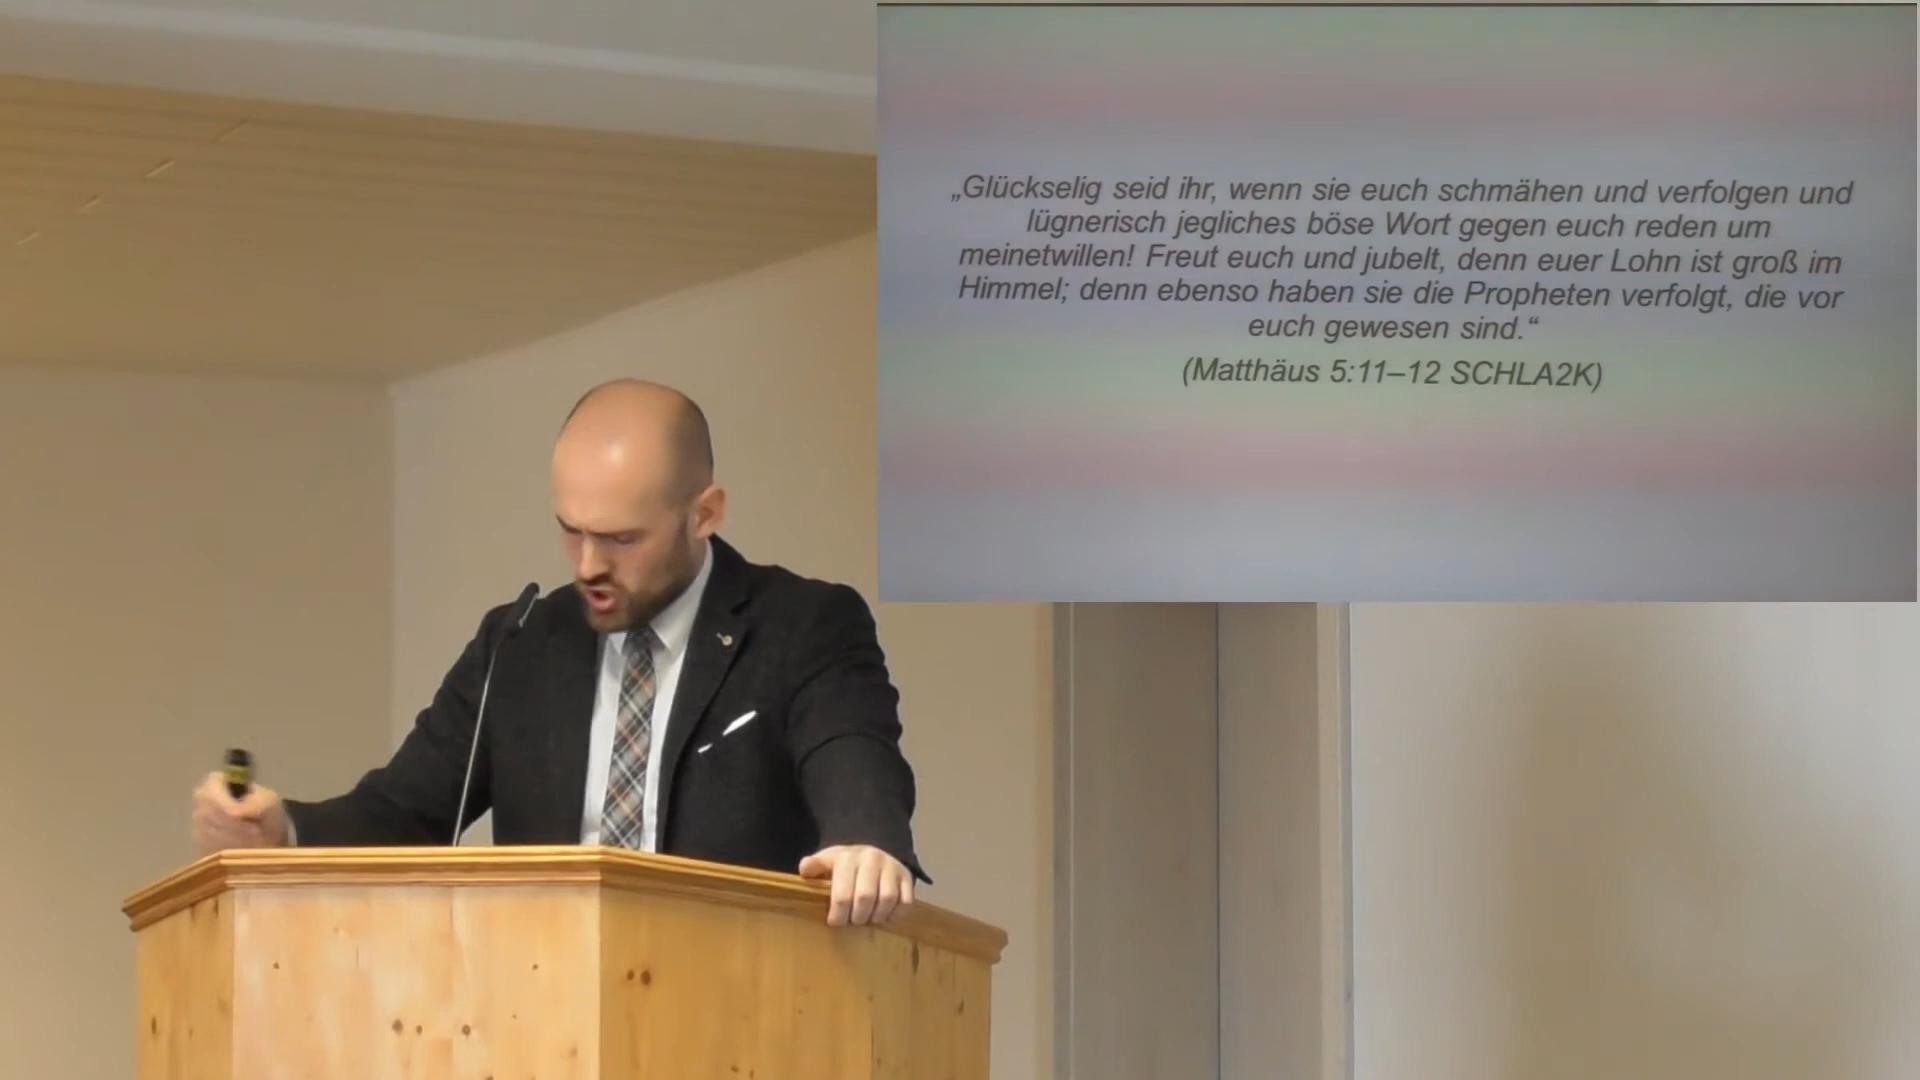 „Glückselig seid ihr, wenn sie euch schmähen und verfolgen und
lügnerisch jegliches böse Wort gegen euch reden um
meinetwillen! Freut euch und jubelt, denn euer Lohn ist groß im
Himmel; denn ebenso haben sie die Propheten verfolgt, die vor
euch gewesen sind.“
(Matthäus 5:11–12 SCHLA2K)